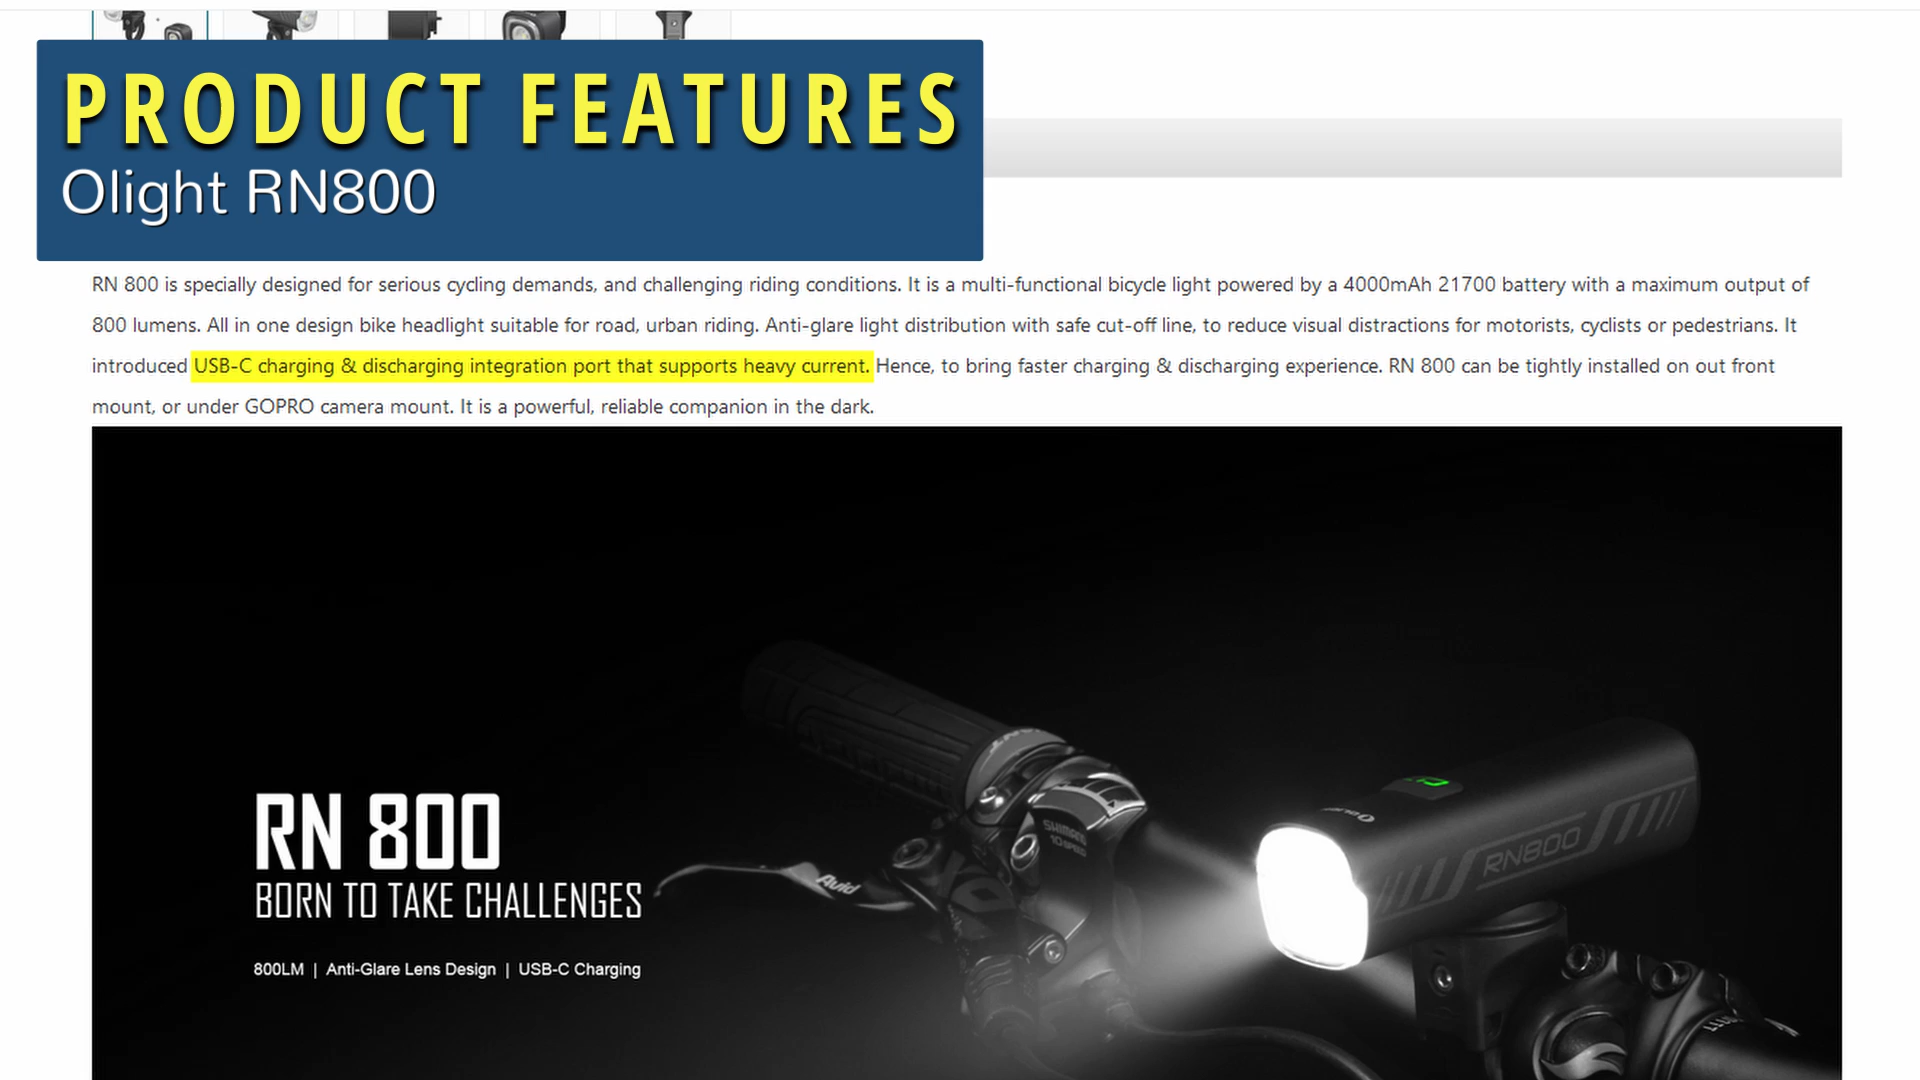 PRODUCT FEATURES
Olight RN800
RN 800 is specially designed for serious cycling demands, and challenging riding conditions. It is a multi-functional bicycle light powered by a 4000mAh 21700 battery with a maximum output of
800 lumens. All in one design bike headlight suitable for road, urban riding. Anti-glare light distribution with safe cut-off line, to reduce visual distractions for motorists, cyclists or pedestrians. It
introduced USB-C charging & discharging integration port that supports heavy current. Hence, to bring faster charging & discharging experience. RN 800 can be tightly installed on out front
mount, or under GOPRO camera mount. It is a powerful, reliable companion in the dark.
RN 800
BORN TO TAKE CHALLENGES
800LM | Anti-Glare Lens Design | USB-C Charging
SHIMANO
10 SPEED
Avid
XO
RN800